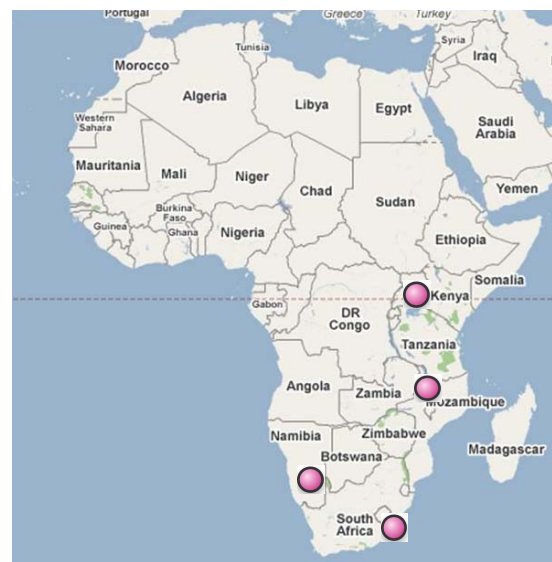 Portugal
Greece
Turkey
Tunisia
Syria
Iraq
Morocco
Algeria
Libya
Egypt
Western
Sahara
Saudi
Arabia
Mauritania
Mali
Niger
Chad
Sudan
Yemen
Burkina
Faso
Guinea
Ghana
Nigeria
Ethiopia
Somalia
Kenya
Gabon
DR
Congo
Tanzania
Angola
Zambia
Mozambique
Namibia
Zimbabwe
Botswana
Madagascar
South
Africa